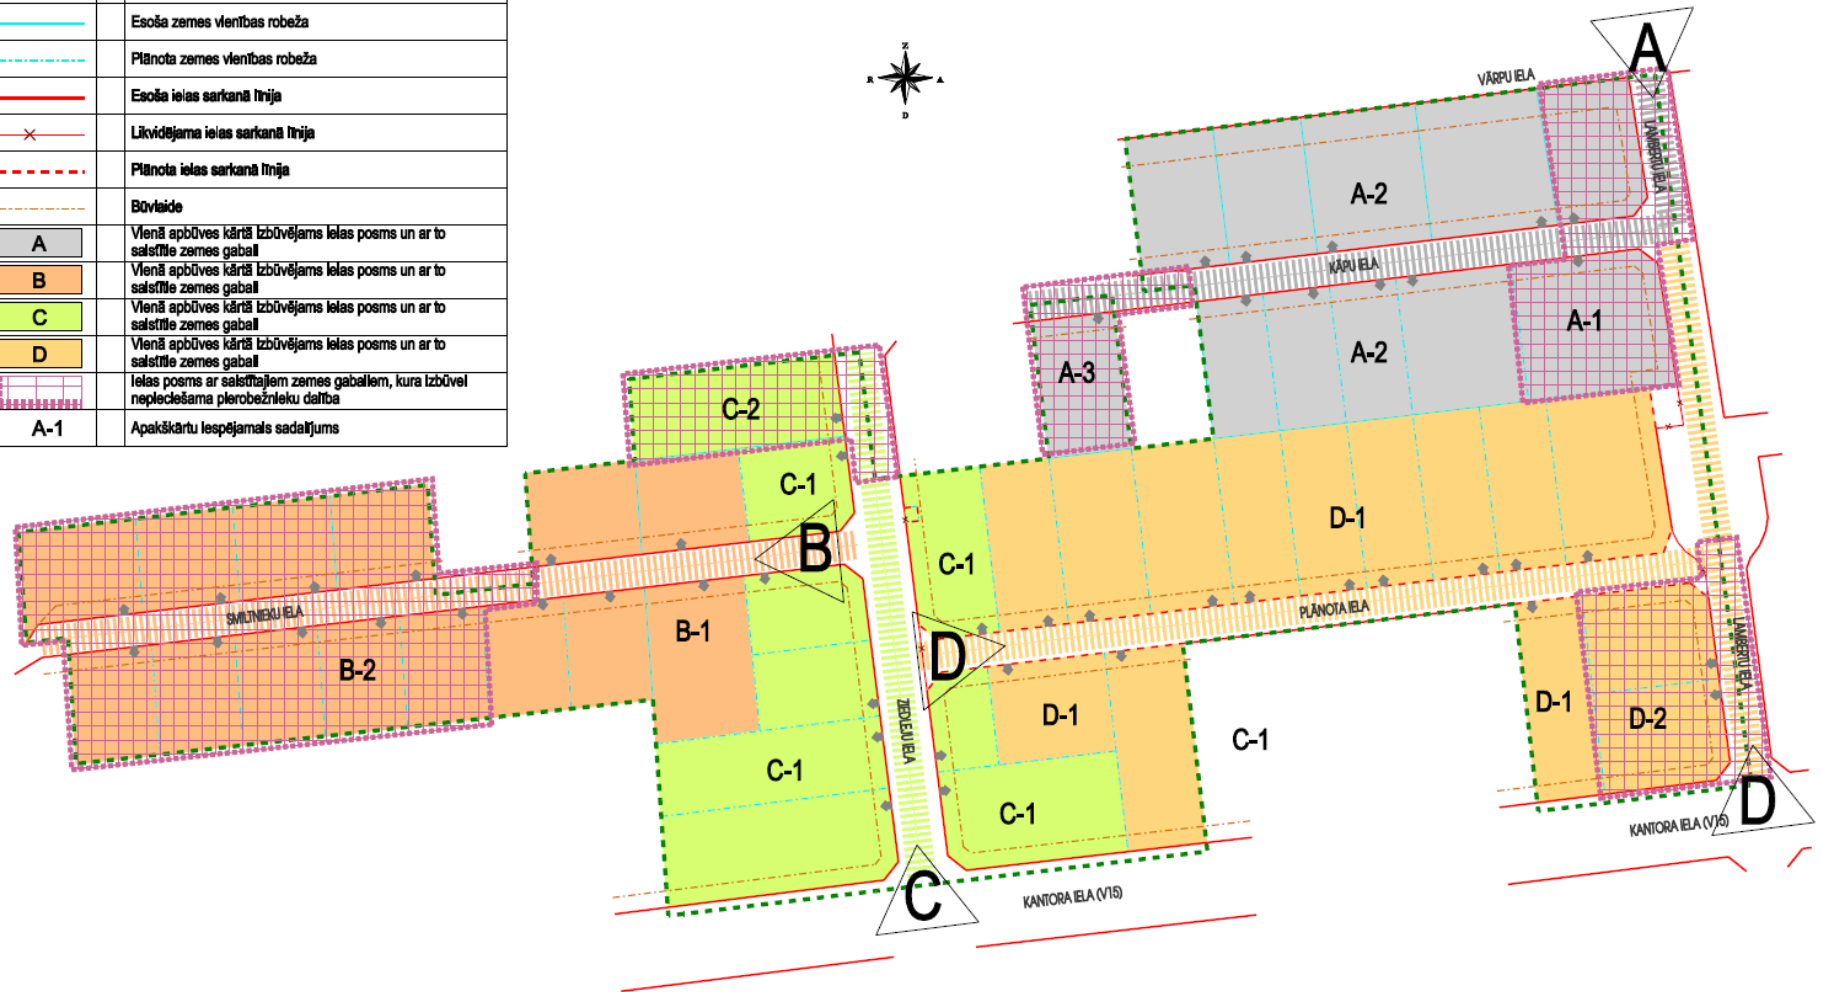 Esoša zemes vienības robeža
Plānota zemes vienības robeža
Esoša ielas sarkanā līnija
Likvidējama ielas sarkanā līnija
Plānota ielas sarkanā līnija
Būvlaide
A
Vienā apbūves kārtā izbūvējams ielas posms un ar to
saistītie zemes gabali
B
Vienā apbūves kārtā izbūvējams ielas posms un ar to
saistītie zemes gabali
C
Vienā apbūves kārtā izbūvējams ielas posms un ar to
saistītie zemes gabali
D
Vienā apbūves kārtā izbūvējams ielas posms un ar to
saistītie zemes gabali
Ielas posms ar saistītajiem zemes gabaliem, kura izbūvei
nepieciešama pierobežnieku dalība
A-1
Apakškārtu iespējamais sadalījums
Z
R
A
D
VĀRPU IELA
A
LAMBERTU IELA
A-2
KĀPU IELA
A-1
A-2
A-3
C-2
C-1
B
D-1
C-1
SMILTNIEKU IELA
PLĀNOTA IELA
B-1
D
LAMBERTU IELA
B-2
ZIEDLEJU IELA
D-1
D-1
D-2
C-1
C-1
C-1
D
KANTORA IELA (V15)
C
KANTORA IELA (V15)